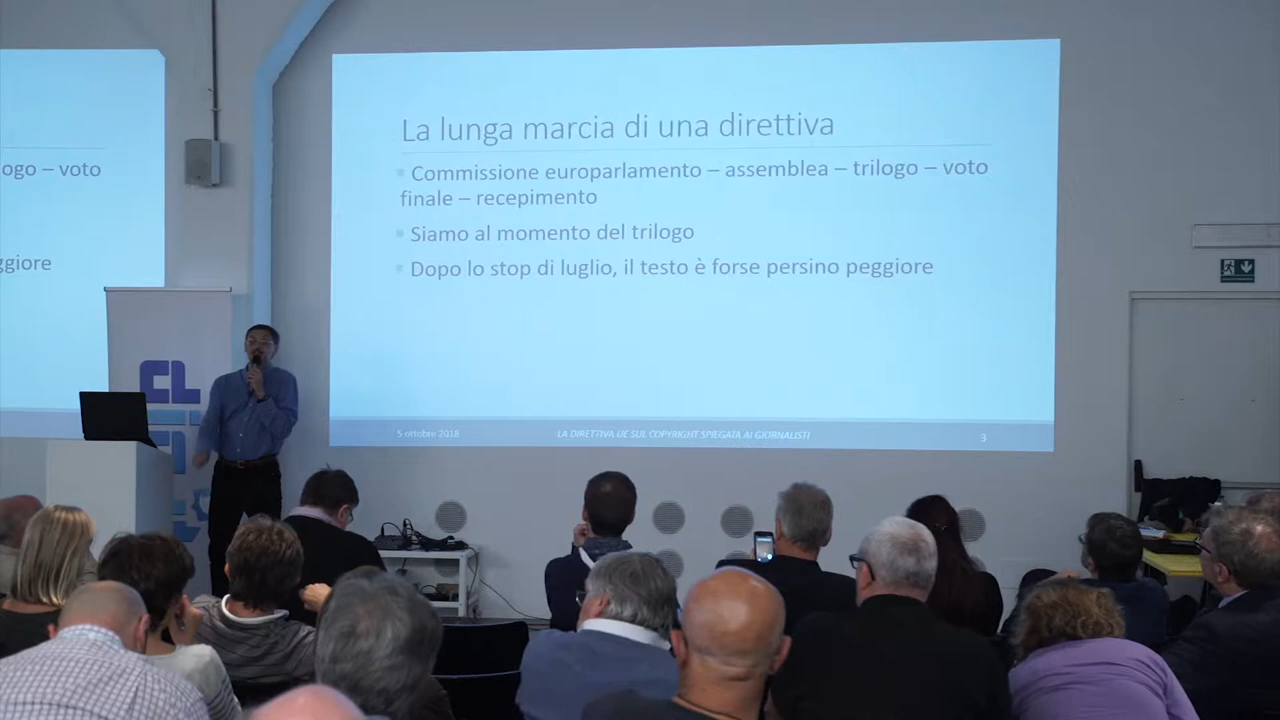 ogo – voto
ggiore
La lunga marcia di una direttiva
Commissione europarlamento – assemblea – trilogo – voto
finale – recepimento
Siamo al momento del trilogo
Dopo lo stop di luglio, il testo è forse persino peggiore
5 ottobre 2018
LA DIRETTIVA UE SUL COPYRIGHT SPIEGATA AI GIORNALISTI
3
CL